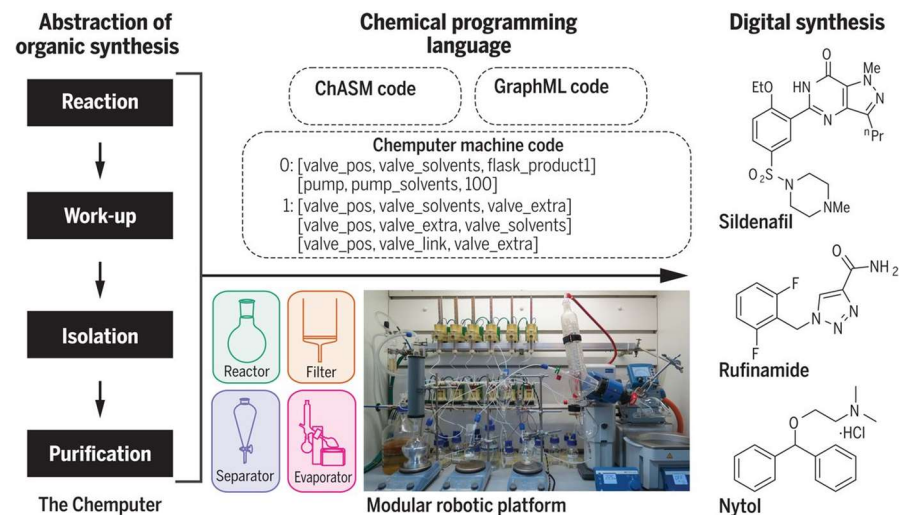 Abstraction of
organic synthesis
Reaction
Work-up
Isolation
Purification
The Chemputer
Chemical programming
language
ChASM code
GraphML code
Chemputer machine code
0: [valve_pos, valve_solvents, flask_product1]
[pump, pump_solvents, 100]
1: [valve_pos, valve_solvents, valve_extra]
[valve_pos, valve_extra, valve_solvents]
[valve_pos, valve_link, valve_extra]
Reactor
Filter
Separator
Evaporator
Modular robotic platform
Digital synthesis
O
Me
HN
N
EtO
N
N
nPr
O2S
N
NMe
Sildenafil
O
NH2
F
N
N
N
F
Rufinamide
N
O
·HCl
Nytol